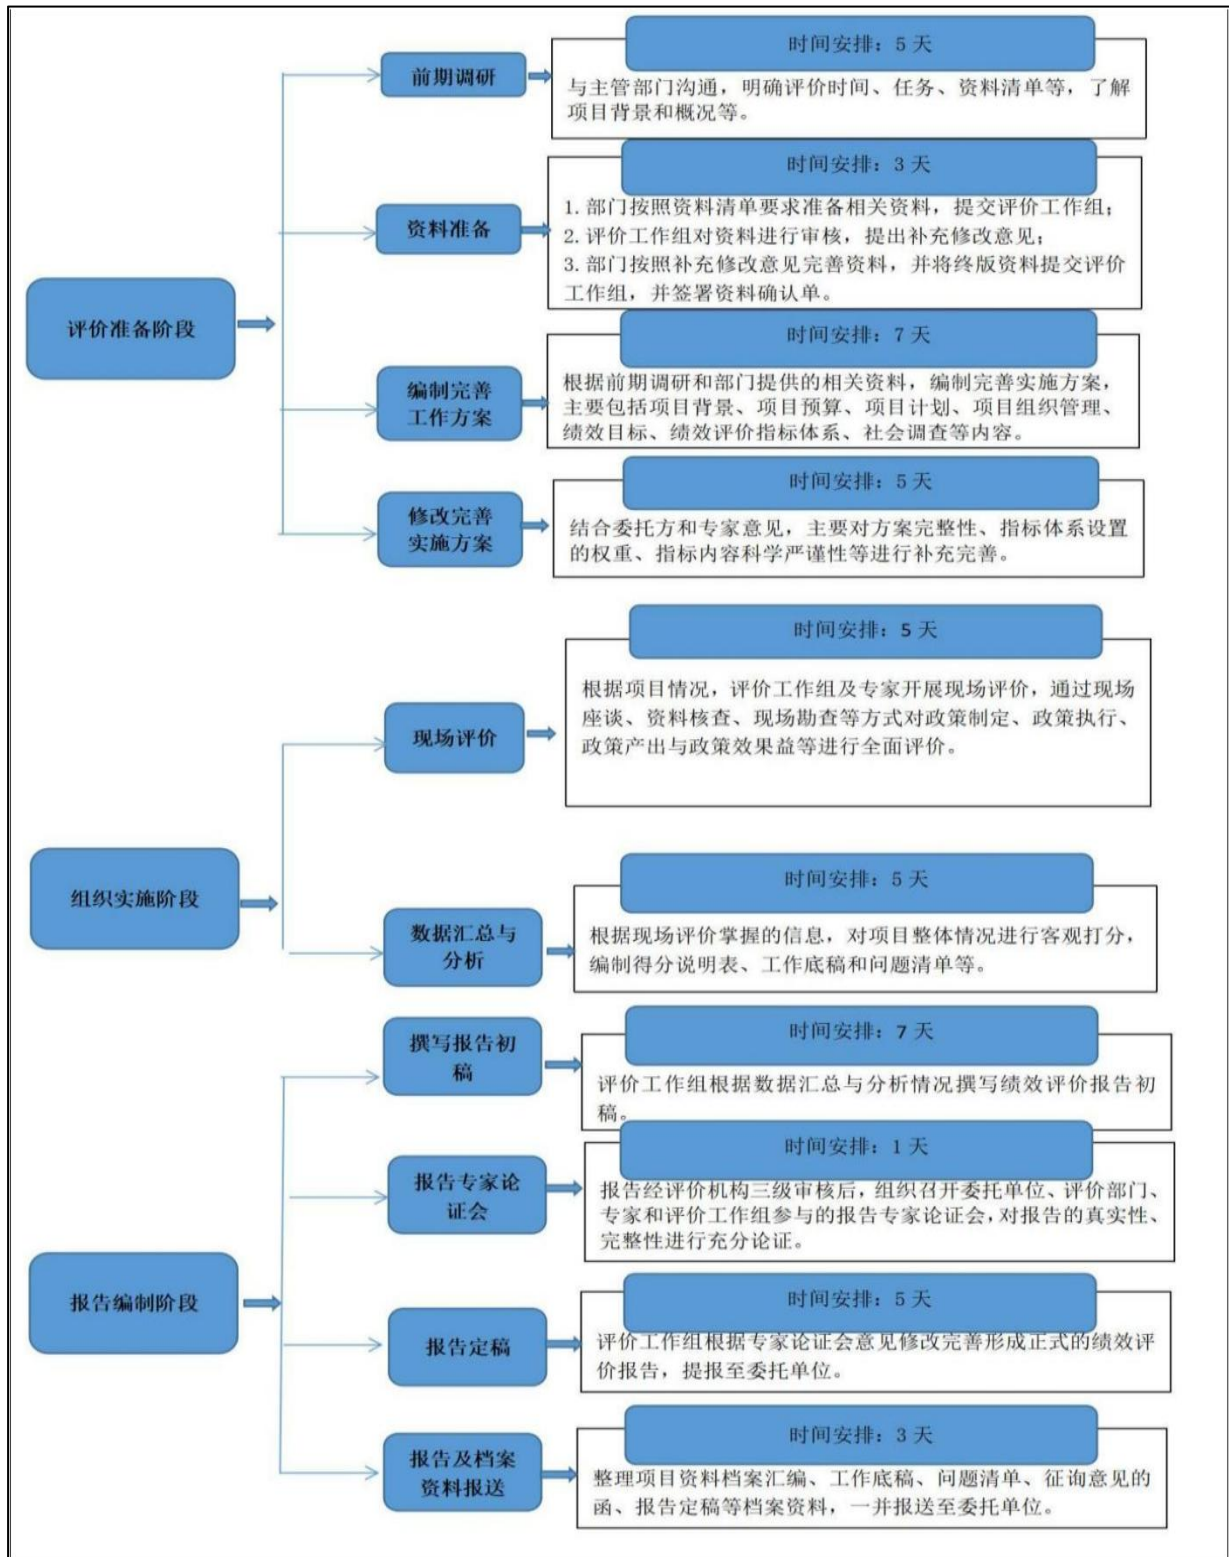 时间安排：5 天
前期调研
与主管部门沟通，明确评价时间、任务、资料清单等，了解
项目背景和概况等。
时间安排：3 天
资料准备
1. 部门按照资料清单要求准备相关资料，提交评价工作组；
2. 评价工作组对资料进行审核，提出补充修改意见；
3. 部门按照补充修改意见完善资料，并将终版资料提交评价
工作组，并签署资料确认单。
评价准备阶段
时间安排：7 天
编制完善
工作方案
根据前期调研和部门提供的相关资料，编制完善实施方案，
主要包括项目背景、项目预算、项目计划、项目组织管理、
绩效目标、绩效评价指标体系、社会调查等内容。
时间安排：5 天
修改完善
实施方案
结合委托方和专家意见，主要对方案完整性、指标体系设置
的权重、指标内容科学严谨性等进行补充完善。
时间安排：5 天
现场评价
根据项目情况，评价工作组及专家开展现场评价，通过现场
座谈、资料核查、现场勘查等方式对政策制定、政策执行、
政策产出与政策效果益等进行全面评价。
组织实施阶段
时间安排：5 天
数据汇总与
分析
根据现场评价掌握的信息，对项目整体情况进行客观打分，
编制得分说明表、工作底稿和问题清单等。
时间安排：7 天
撰写报告初
稿
评价工作组根据数据汇总与分析情况撰写绩效评价报告初
稿。
时间安排：1 天
报告专家论
证会
报告经评价机构三级审核后，组织召开委托单位、评价部门、
专家和评价工作组参与的报告专家论证会，对报告的真实性、
完整性进行充分论证。
报告编制阶段
时间安排：5 天
报告定稿
评价工作组根据专家论证会意见修改完善形成正式的绩效评
价报告，提报至委托单位。
时间安排：3 天
报告及档案
资料报送
整理项目资料档案汇编、工作底稿、问题清单、征询意见的
函、报告定稿等档案资料，一并报送至委托单位。